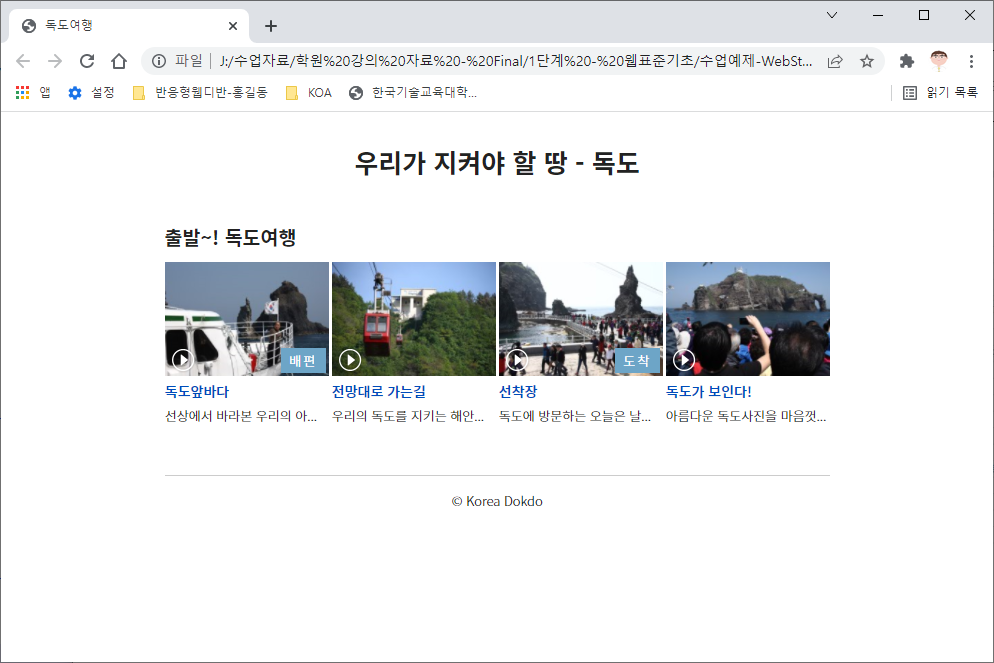 독도여행
파일 J:/수업자료/학원%20강의%20자료%20-%20Final/1단계%20-%20웹표준기초/수업예제-WebSt...
앱 설정 반응형웹디반-홍길동 KOA 한국기술교육대학... 읽기 목록
우리가 지켜야 할 땅 - 독도
출발~! 독도여행
배편 도착
독도앞바다 전망대로 가는길 선착장 독도가 보인다!
선상에서 바라본 우리의 아... 우리의 독도를 지키는 해안... 독도에 방문하는 오늘은 날... 아름다운 독도사진을 마음껏...
© Korea Dokdo